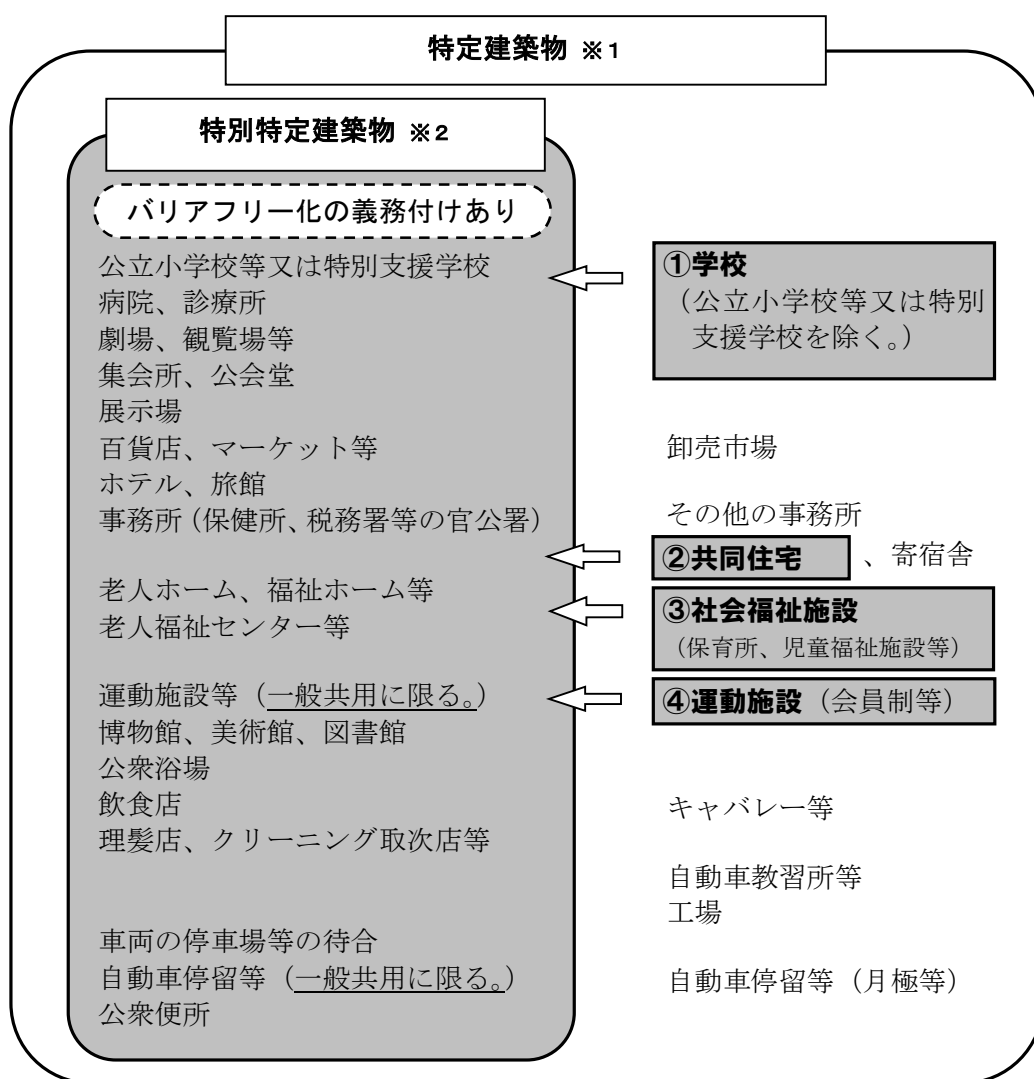 特定建築物 ※1
特別特定建築物 ※2
バリアフリー化の義務付けあり
公立小学校等又は特別支援学校
病院、診療所
劇場、観覧場等
集会所、公会堂
展示場
百貨店、マーケット等
ホテル、旅館
事務所（保健所、税務署等の官公署）
老人ホーム、福祉ホーム等
老人福祉センター等
運動施設等（一般共用に限る。）
博物館、美術館、図書館
公衆浴場
飲食店
理髪店、クリーニング取次店等
車両の停車場等の待合
自動車停留等（一般共用に限る。）
公衆便所
①学校
（公立小学校等又は特別
支援学校を除く。）
卸売市場
その他の事務所
②共同住宅、寄宿舎
③社会福祉施設
（保育所、児童福祉施設等）
④運動施設（会員制等）
キャバレー等
自動車教習所等
工場
自動車停留等（月極等）